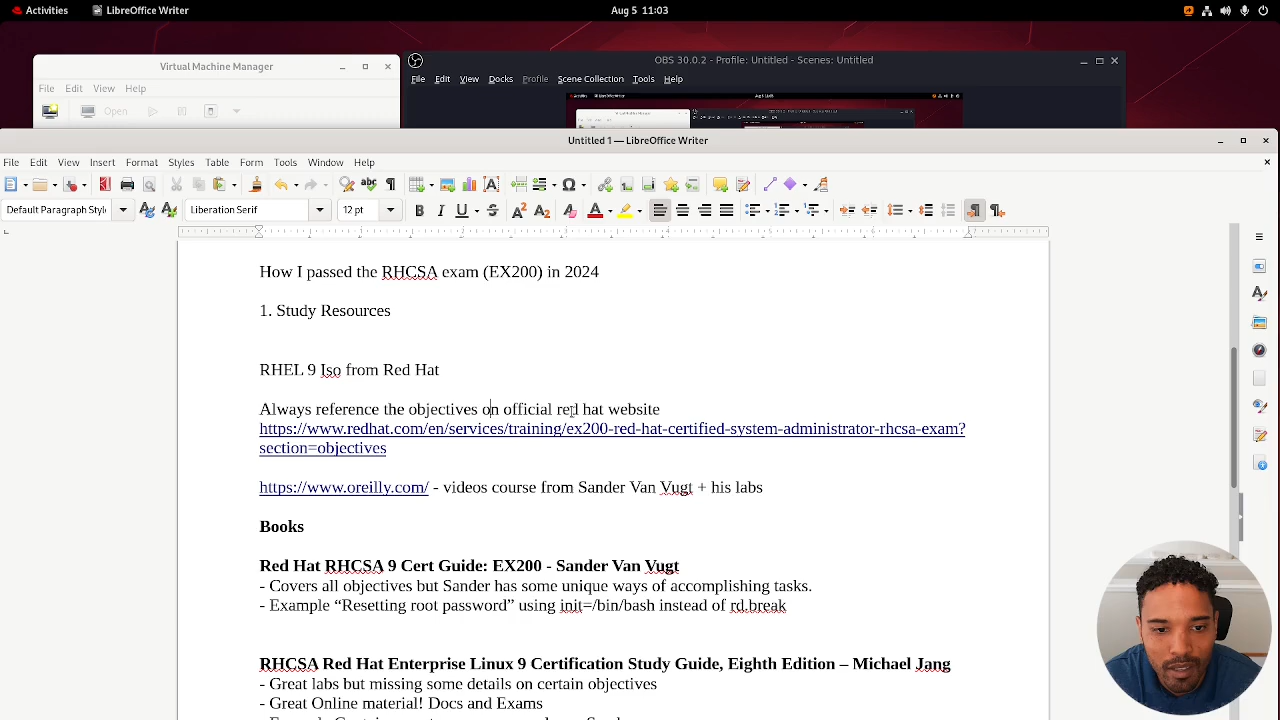 Activities LibreOffice Writer Aug 5 11:03
Virtual Machine Manager
File Edit View Help
Open
OBS 30.0.2 - Profile: Untitled - Scenes: Untitled
File Edit View Docks Profile Scene Collection Tools Help
Untitled 1 — LibreOffice Writer
File Edit View Insert Format Styles Table Form Tools Window Help
Default Paragraph Style Liberation Serif 12 pt
How I passed the RHCSA exam (EX200) in 2024
1. Study Resources
RHEL 9 Iso from Red Hat
Always reference the objectives on official red hat website
https://www.redhat.com/en/services/training/ex200-red-hat-certified-system-administrator-rhcsa-exam?
section=objectives
https://www.oreilly.com/ - videos course from Sander Van Vugt + his labs
Books
Red Hat RHCSA 9 Cert Guide: EX200 - Sander Van Vugt
- Covers all objectives but Sander has some unique ways of accomplishing tasks.
- Example “Resetting root password” using init=/bin/bash instead of rd.break
RHCSA Red Hat Enterprise Linux 9 Certification Study Guide, Eighth Edition – Michael Jang
- Great labs but missing some details on certain objectives
- Great Online material! Docs and Exams